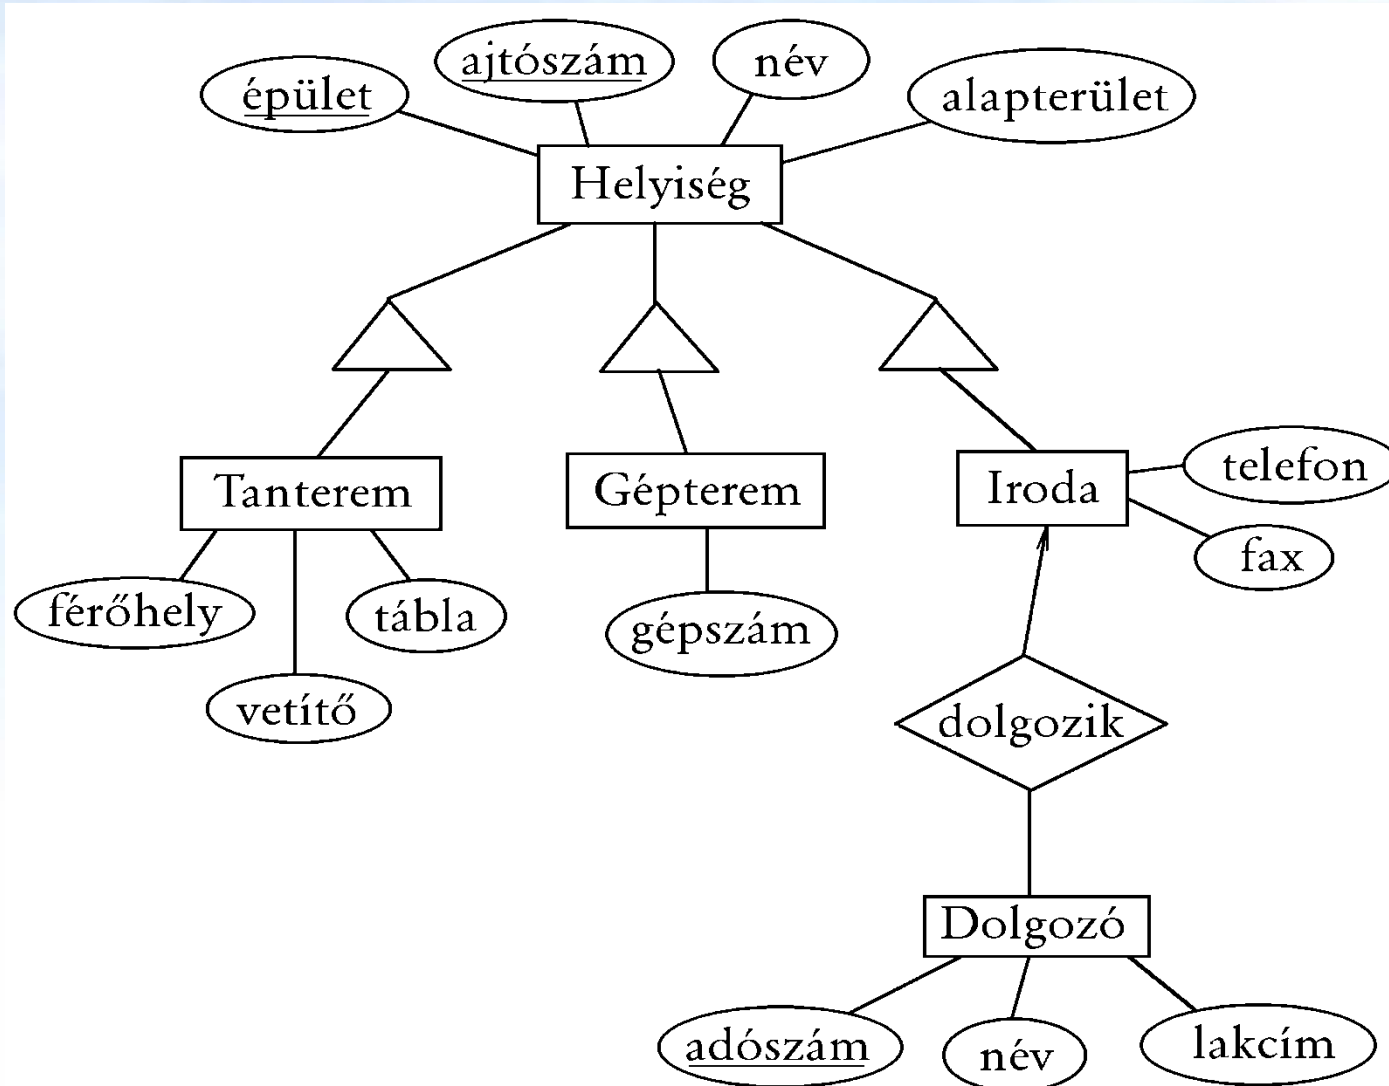 ajtószám
név
épület
alapterület
Helyiség
Tanterem
Gépterem
Iroda
telefon
fax
férőhely
tábla
gépszám
vetítő
dolgozik
Dolgozó
adószám
név
lakcím